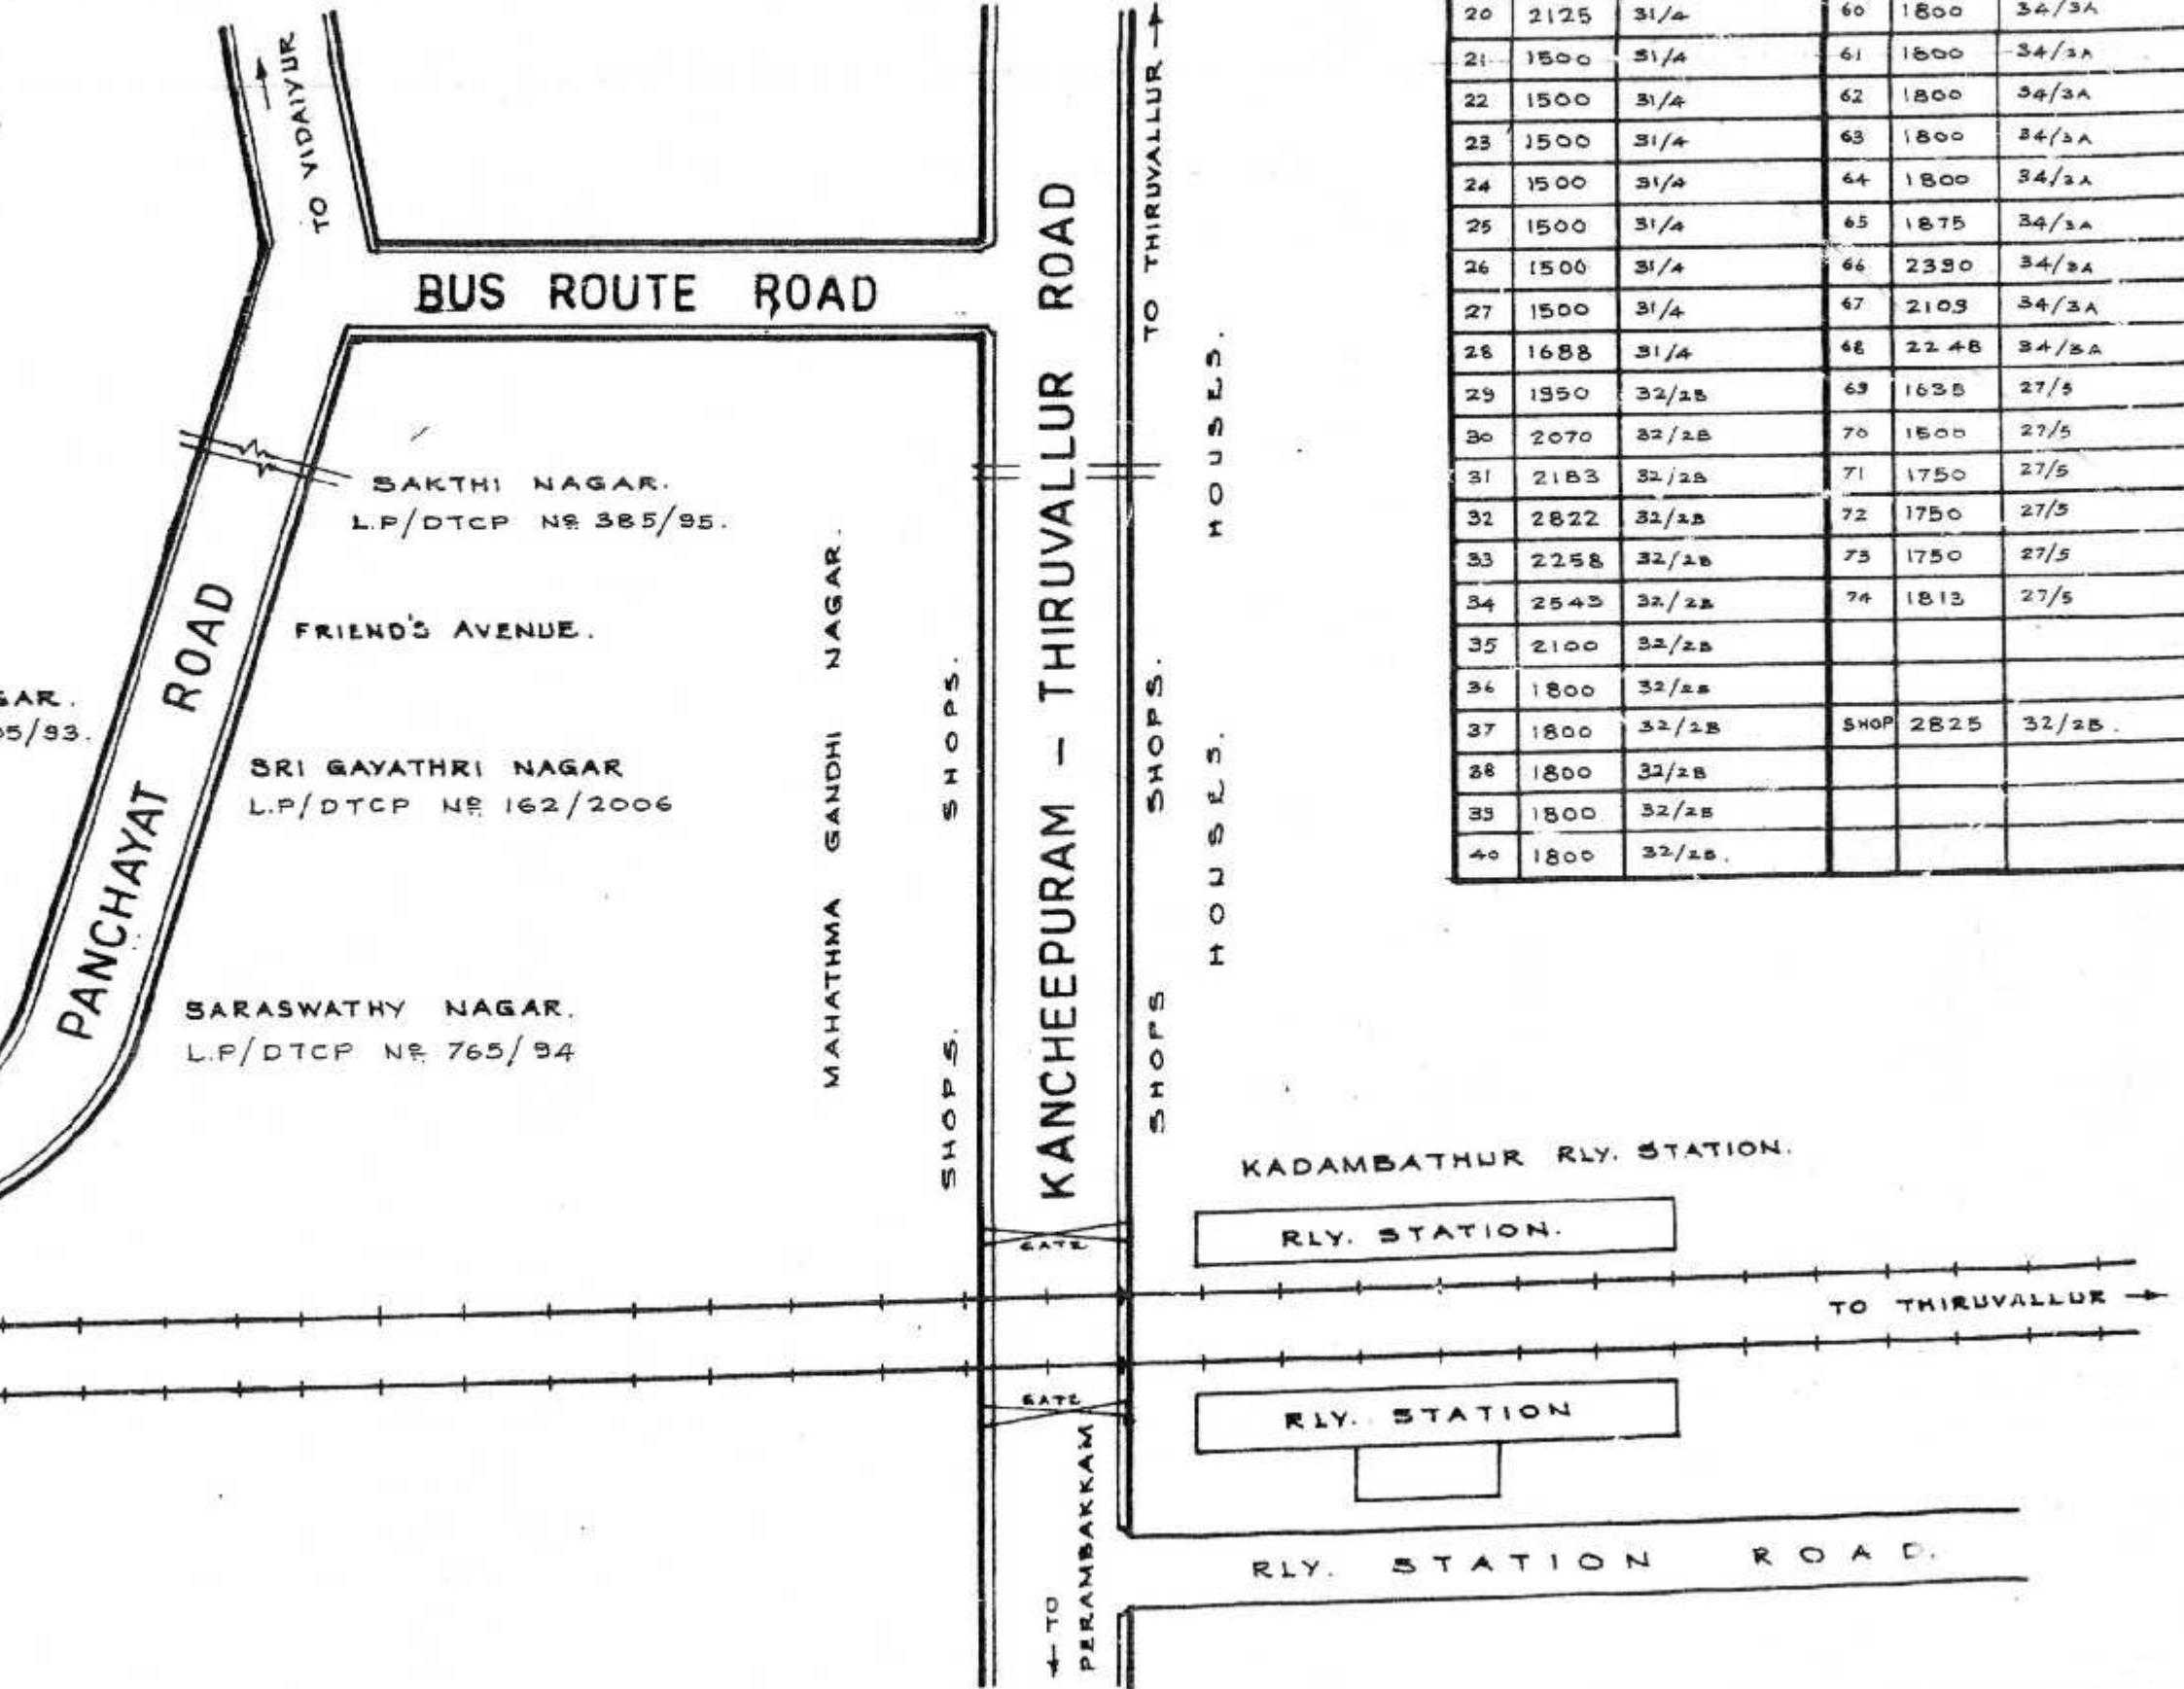 TO VIDAIYUR
BUS ROUTE ROAD
SAKTHI NAGAR.
L.P/DTCP Nº 385/95.
FRIEND'S AVENUE.
SRI GAYATHRI NAGAR
L.P/DTCP Nº 162/2006
SARASWATHY NAGAR.
L.P/DTCP Nº 765/94
PANCHAYAT ROAD
GAR.
5/93.
MAHATHMA GANDHI NAGAR.
SHOPS.
SHOPS.
KANCHEEPURAM - THIRUVALLUR ROAD
TO THIRUVALLUR
SHOPS.
SHOPS
HOUSES.
HOUSES.
20 2125 31/4 60 1800 34/3A
21 1500 31/4 61 1800 34/3A
22 1500 31/4 62 1800 34/3A
23 1500 31/4 63 1800 34/3A
24 1500 31/4 64 1800 34/3A
25 1500 31/4 65 1875 34/3A
26 1500 31/4 66 2390 34/3A
27 1500 31/4 67 2109 34/3A
28 1688 31/4 68 2248 34/3A
29 1950 32/2B 69 27/5
30 2070 32/2B 70 1500 27/5
31 2183 32/2B 71 1750 27/5
32 2822 32/2B 72 1750 27/5
33 2258 32/2B 73 1750 27/5
34 2543 32/2B 74 1813 27/5
35 2100 32/2B
36 1800 32/2B
37 1800 32/2B SHOP 2825 32/2B.
38 1800 32/2B
39 1800 32/2B
40 1800 32/2B.
KADAMBATHUR RLY. STATION.
RLY. STATION.
GATE
TO THIRUVALLUR
GATE
RLY. STATION
TO PERAMBAKKAM
RLY. STATION ROAD.